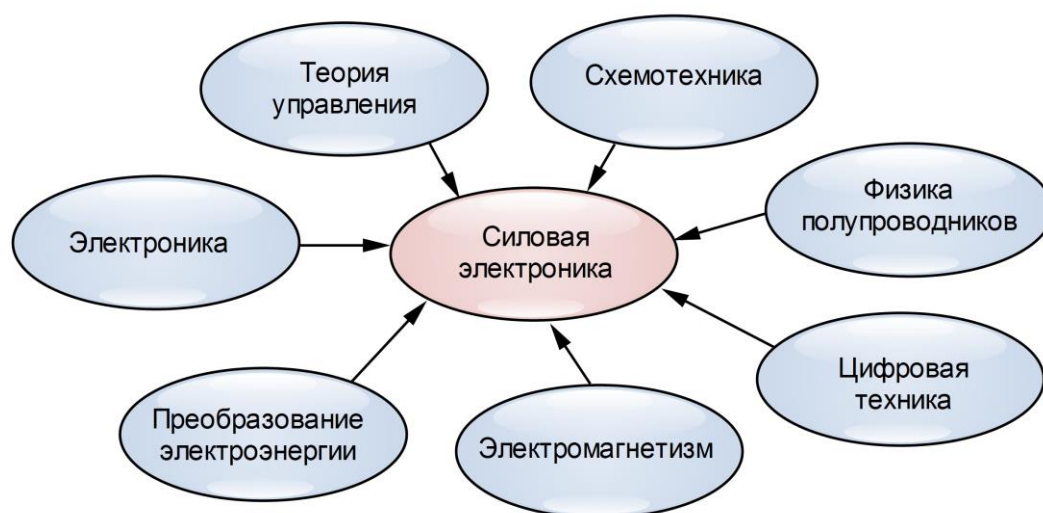 Теория
управления
Схемотехника
Физика
полупроводников
Электроника
Силовая
электроника
Цифровая
техника
Преобразование
электроэнергии
Электромагнетизм